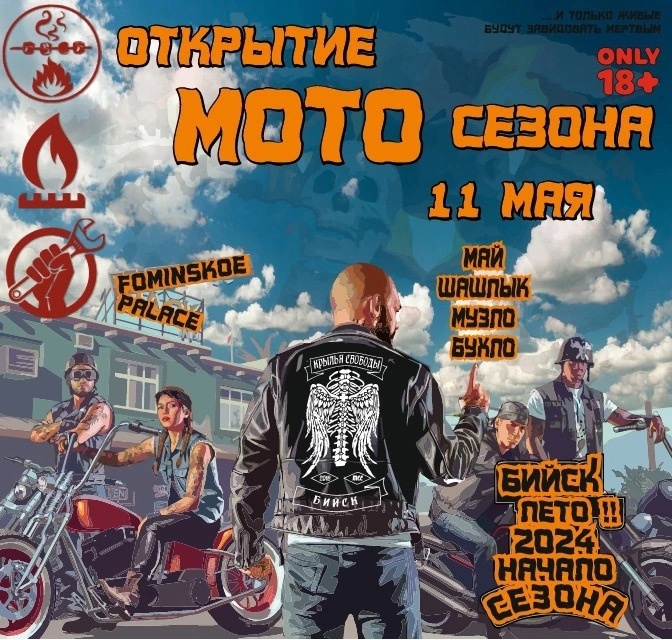 ....И ТОЛЬКО ЖИВЫЕ
БУДУТ ЗАВИДОВАТЬ МЕРТВЫМ
ONLY
18+
ОТКРЫТИЕ
МОТО СЕЗОНА
11 МАЯ
FOMINSKOE
PALACE
МАЙ
ШАШЛЫК
МУЗЛО
БУХЛО
КРЫЛЬЯ СВОБОДЫ
БИЙСК
БИЙСК
ЛЕТО!!!
2024
НАЧАЛО
СЕЗОНА